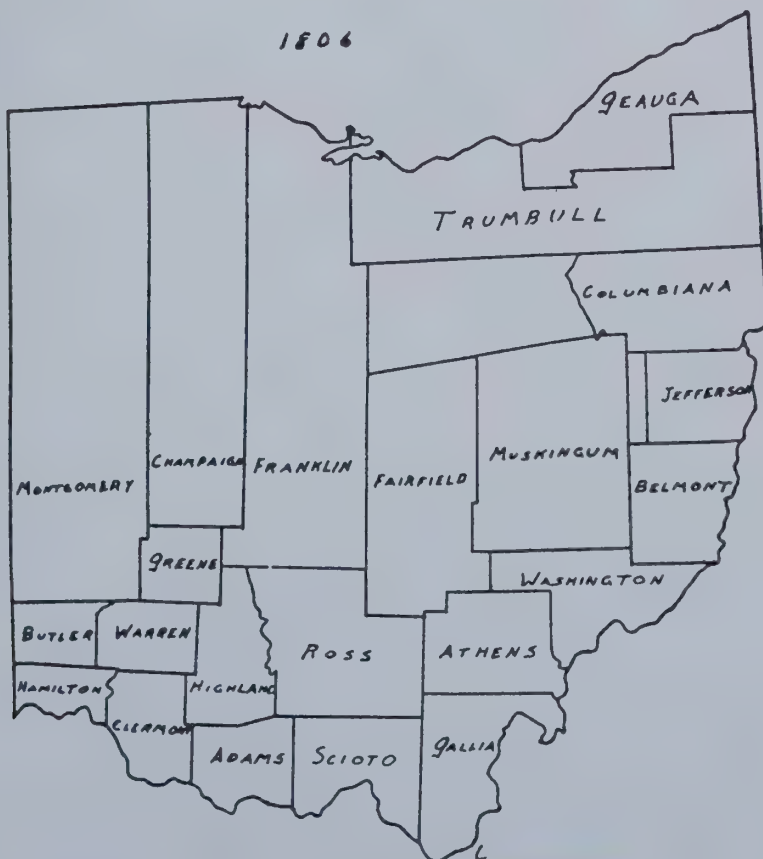 1806
GEAUGA
TRUMBULL
COLUMBIANA
JEFFERSON
MUSKINGUM
CHAMPAIGN
FRANKLIN
FAIRFIELD
MONTGOMERY
BELMONT
GREENE
WASHINGTON
BUTLER
WARREN
ROSS
ATHENS
HAMILTON
HIGHLAND
CLERMONT
ADAMS
SCIOTO
GALLIA